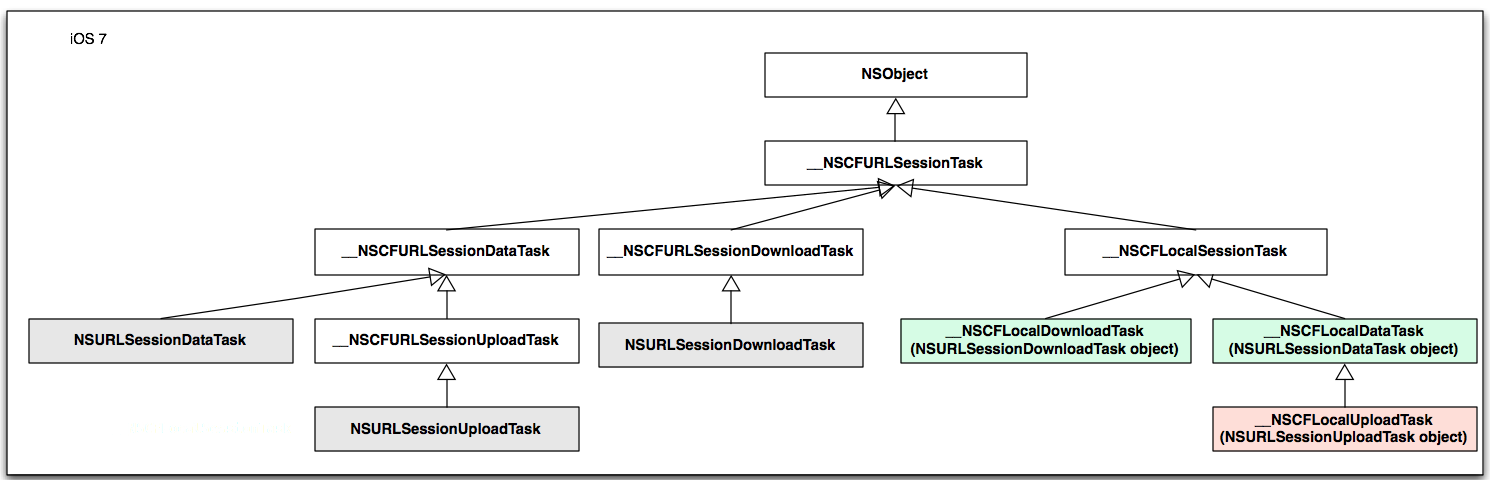 iOS 7
NSObject
__NSCFURLSessionTask
__NSCFURLSessionDataTask
__NSCFURLSessionDownloadTask
__NSCFLocalSessionTask
NSURLSessionDataTask
__NSCFURLSessionUploadTask
NSURLSessionDownloadTask
__NSCFLocalDownloadTask
(NSURLSessionDownloadTask object)
__NSCFLocalDataTask
(NSURLSessionDataTask object)
NSURLSessionUploadTask
__NSCFLocalUploadTask
(NSURLSessionUploadTask object)